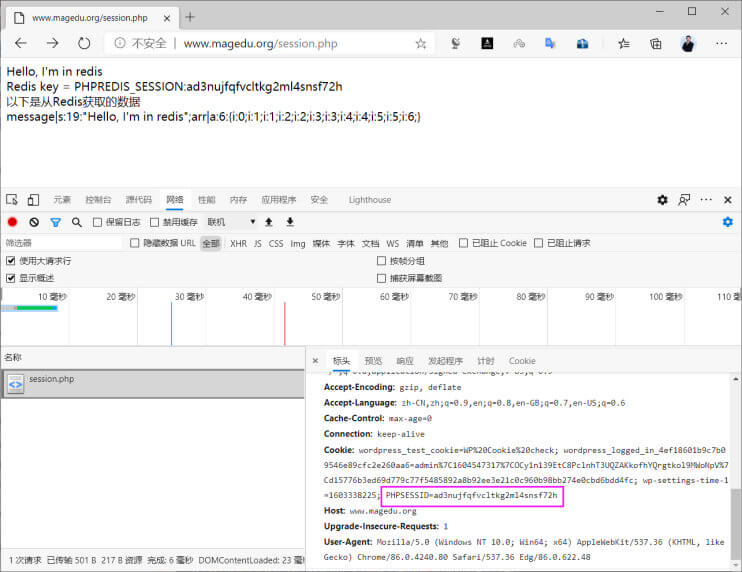 www.magedu.org/session.php
不安全 | www.magedu.org/session.php
Hello, I'm in redis
Redis key = PHPREDIS_SESSION:ad3nujfqfvcltkg2ml4snsf72h
以下是从Redis获取的数据
message|s:19:"Hello, I'm in redis";arr|a:6:{i:0;i:1;i:1;i:2;i:2;i:3;i:3;i:4;i:4;i:5;i:5;i:6;}
元素 控制台 源代码 网络 性能 内存 应用程序 安全 Lighthouse
保留日志 禁用缓存 联机
筛选器 隐藏数据 URL 全部 XHR JS CSS Img 媒体 字体 文档 WS 清单 其他 已阻止 Cookie 已阻止请求
使用大请求行 按帧分组
显示概述 捕获屏幕截图
10 毫秒 20 毫秒 30 毫秒 40 毫秒 50 毫秒 60 毫秒 70 毫秒 80 毫秒 90 毫秒 100 毫秒 110
名称
session.php
标头 预览 响应 发起程序 计时 Cookie
Accept-Encoding: gzip, deflate
Accept-Language: zh-CN,zh;q=0.9,en;q=0.8,en-GB;q=0.7,en-US;q=0.6
Cache-Control: max-age=0
Connection: keep-alive
Cookie: wordpress_test_cookie=WP%20Cookie%20check; wordpress_logged_in_4ef18601b9c7b0
9546e89cfc2e260aa6=admin%7C1604547317%7COCy1n139EtC8PclnhT3UQZAKkofhYQrgtkol9MWoNpV%7
Cd15776b3ed69d779c77f5485892a8b92ee3e21c0c960b98bb274e0cbd6bdd4fc; wp-settings-time-1
=1603338225; PHPSESSID=ad3nujfqfvcltkg2ml4snsf72h
Host: www.magedu.org
Upgrade-Insecure-Requests: 1
User-Agent: Mozilla/5.0 (Windows NT 10.0; Win64; x64) AppleWebKit/537.36 (KHTML, like
Gecko) Chrome/86.0.4240.80 Safari/537.36 Edg/86.0.622.48
1 次请求 已传输 501 B 217 B 资源 完成: 6 毫秒 DOMContentLoaded: 23 毫